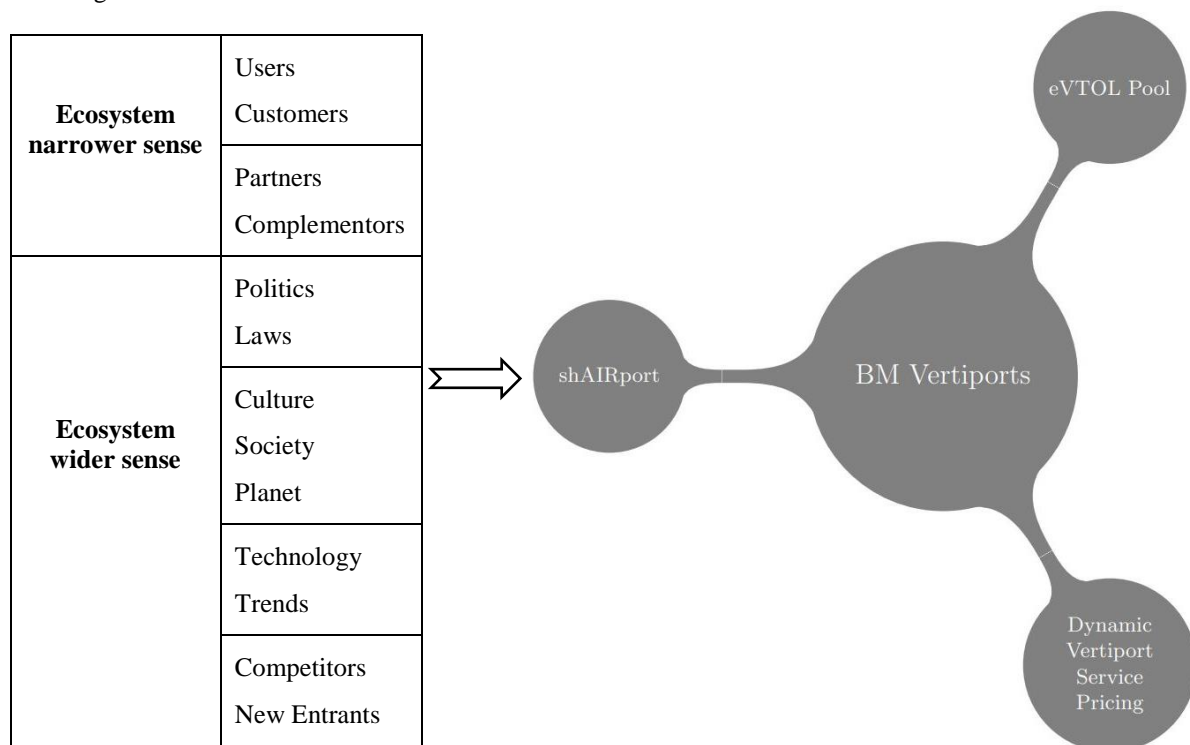 Ecosystem
narrower sense
Users
Customers
Partners
Complementors
Ecosystem
wider sense
Politics
Laws
Culture
Society
Planet
Technology
Trends
Competitors
New Entrants
shAIRport
BM Vertiports
eVTOL Pool
Dynamic
Vertiport
Service
Pricing